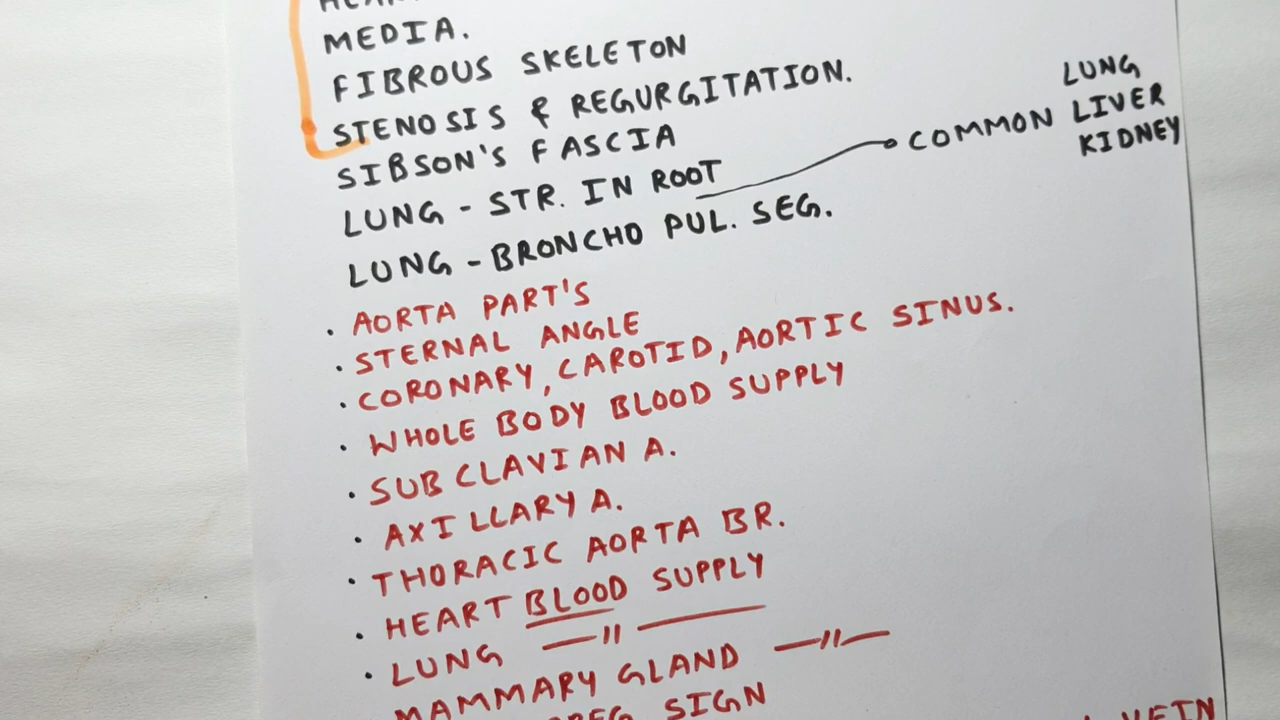 MEDIA.
FIBROUS SKELETON
STENOSIS & REGURGITATION.
SIBSON'S FASCIA
LUNG - STR. IN ROOT
COMMON
LUNG
LIVER
KIDNEY
LUNG - BRONCHO PUL. SEG.
. AORTA PART'S
. STERNAL ANGLE
. CORONARY, CAROTID, AORTIC SINUS.
. WHOLE BODY BLOOD SUPPLY
. SUBCLAVIAN A.
. AXILLARY A.
. THORACIC AORTA BR.
. HEART BLOOD SUPPLY
. LUNG —〃—
MAMMARY GLAND —〃—
SIGN
VEIN